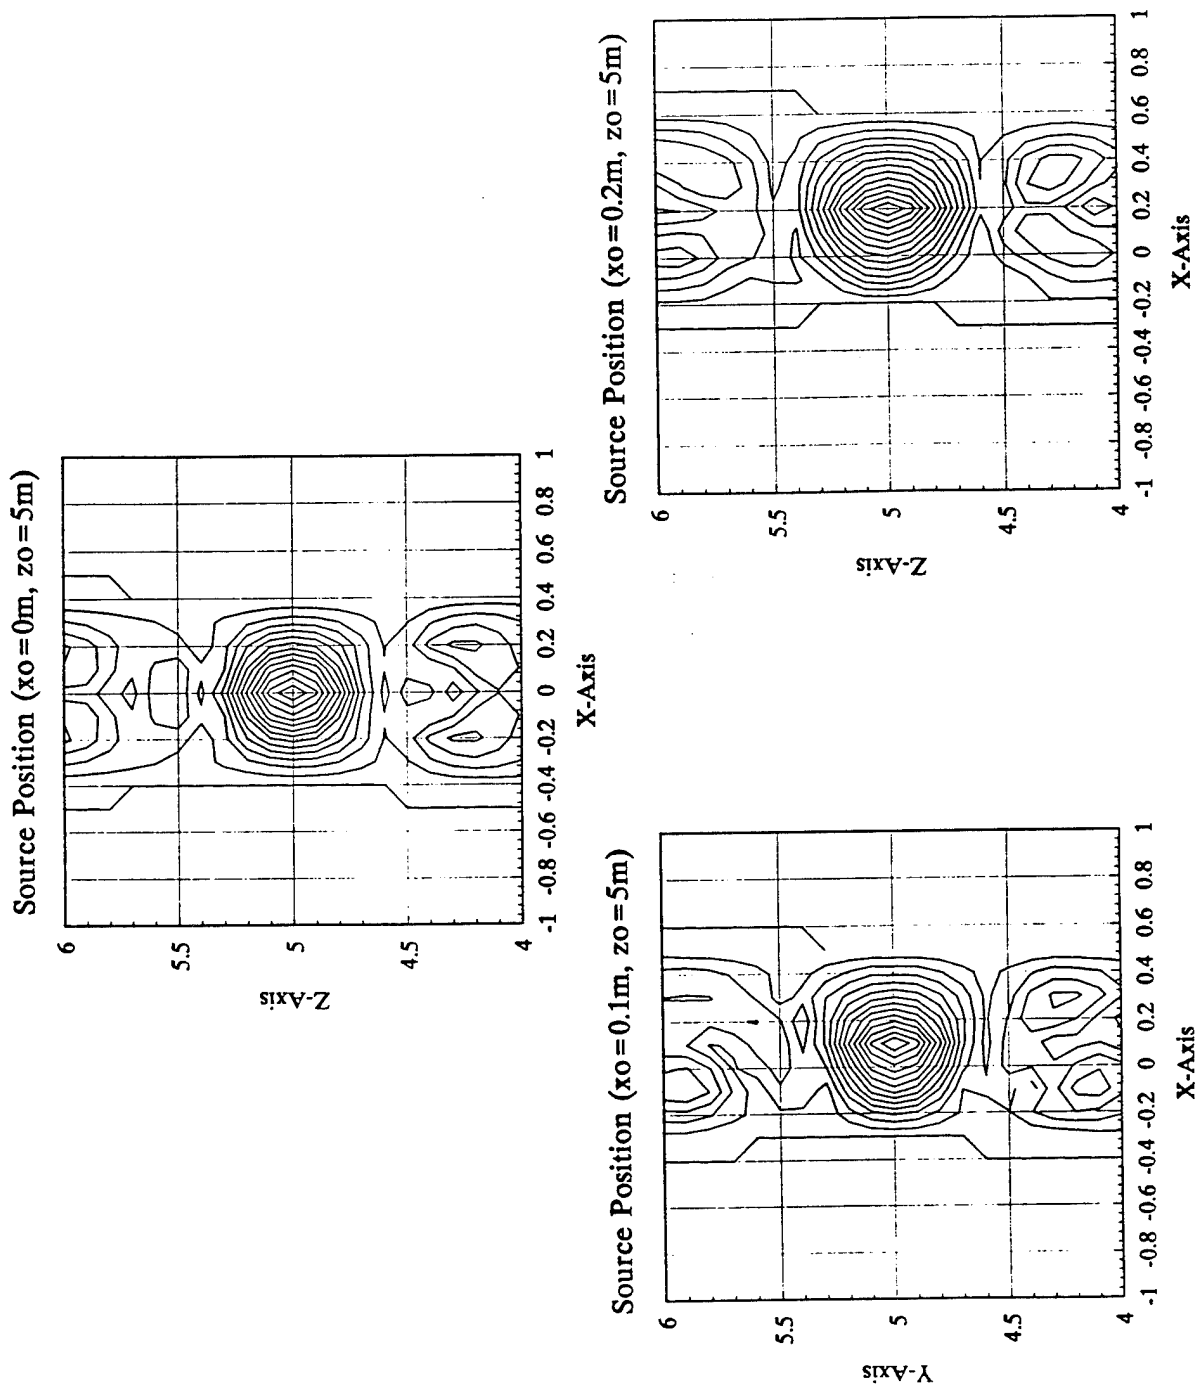 Source Position (xo=0m, zo=5m)
6
5.5
5
4.5
4
Z-Axis
-1 -0.8 -0.6 -0.4 -0.2 0 0.2 0.4 0.6 0.8 1
X-Axis
Source Position (xo=0.1m, zo=5m)
6
5.5
5
4.5
4
Y-Axis
-1 -0.8 -0.6 -0.4 -0.2 0 0.2 0.4 0.6 0.8 1
X-Axis
Source Position (xo=0.2m, zo=5m)
6
5.5
5
4.5
4
Z-Axis
-1 -0.8 -0.6 -0.4 -0.2 0 0.2 0.4 0.6 0.8 1
X-Axis